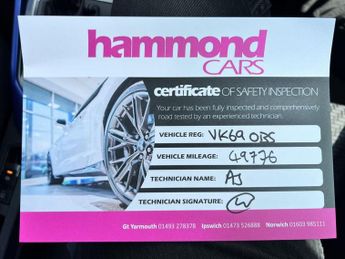 hammond
CARS
certificate OF SAFETY INSPECTION
Your car has been fully inspected and comprehensively
road tested by an experienced technician.
VEHICLE REG: VK69 OBS
VEHICLE MILEAGE: 49776
TECHNICIAN NAME: AJ
TECHNICIAN SIGNATURE:
Gt Yarmouth 01493 278378 Ipswich 01473 526888 Norwich 01603 985111